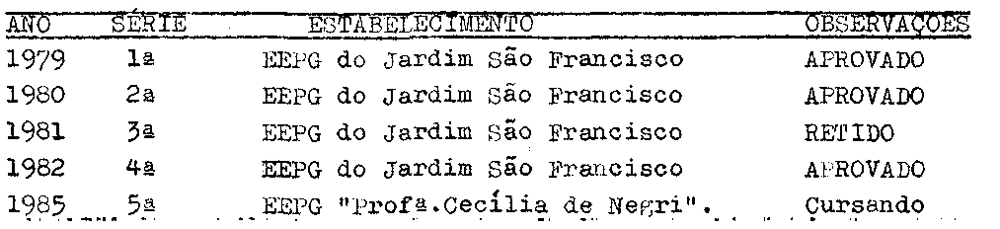 ANO SÉRIE ESTABELECIMENTO OBSERVAÇOES
1979 1ª EEPG do Jardim São Francisco APROVADO
1980 2ª EEPG do Jardim São Francisco APROVADO
1981 3ª EEPG do Jardim São Francisco RETIDO
1982 4ª EEPG do Jardim São Francisco APROVADO
1985 5ª EEPG "Profª.Cecília de Negri". Cursando